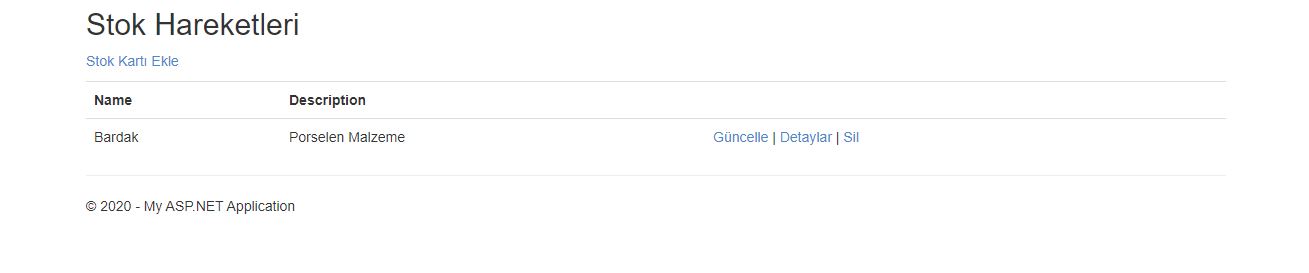 Stok Hareketleri
Stok Kartı Ekle
Name Description
Bardak Porselen Malzeme Güncelle | Detaylar | Sil
© 2020 - My ASP.NET Application